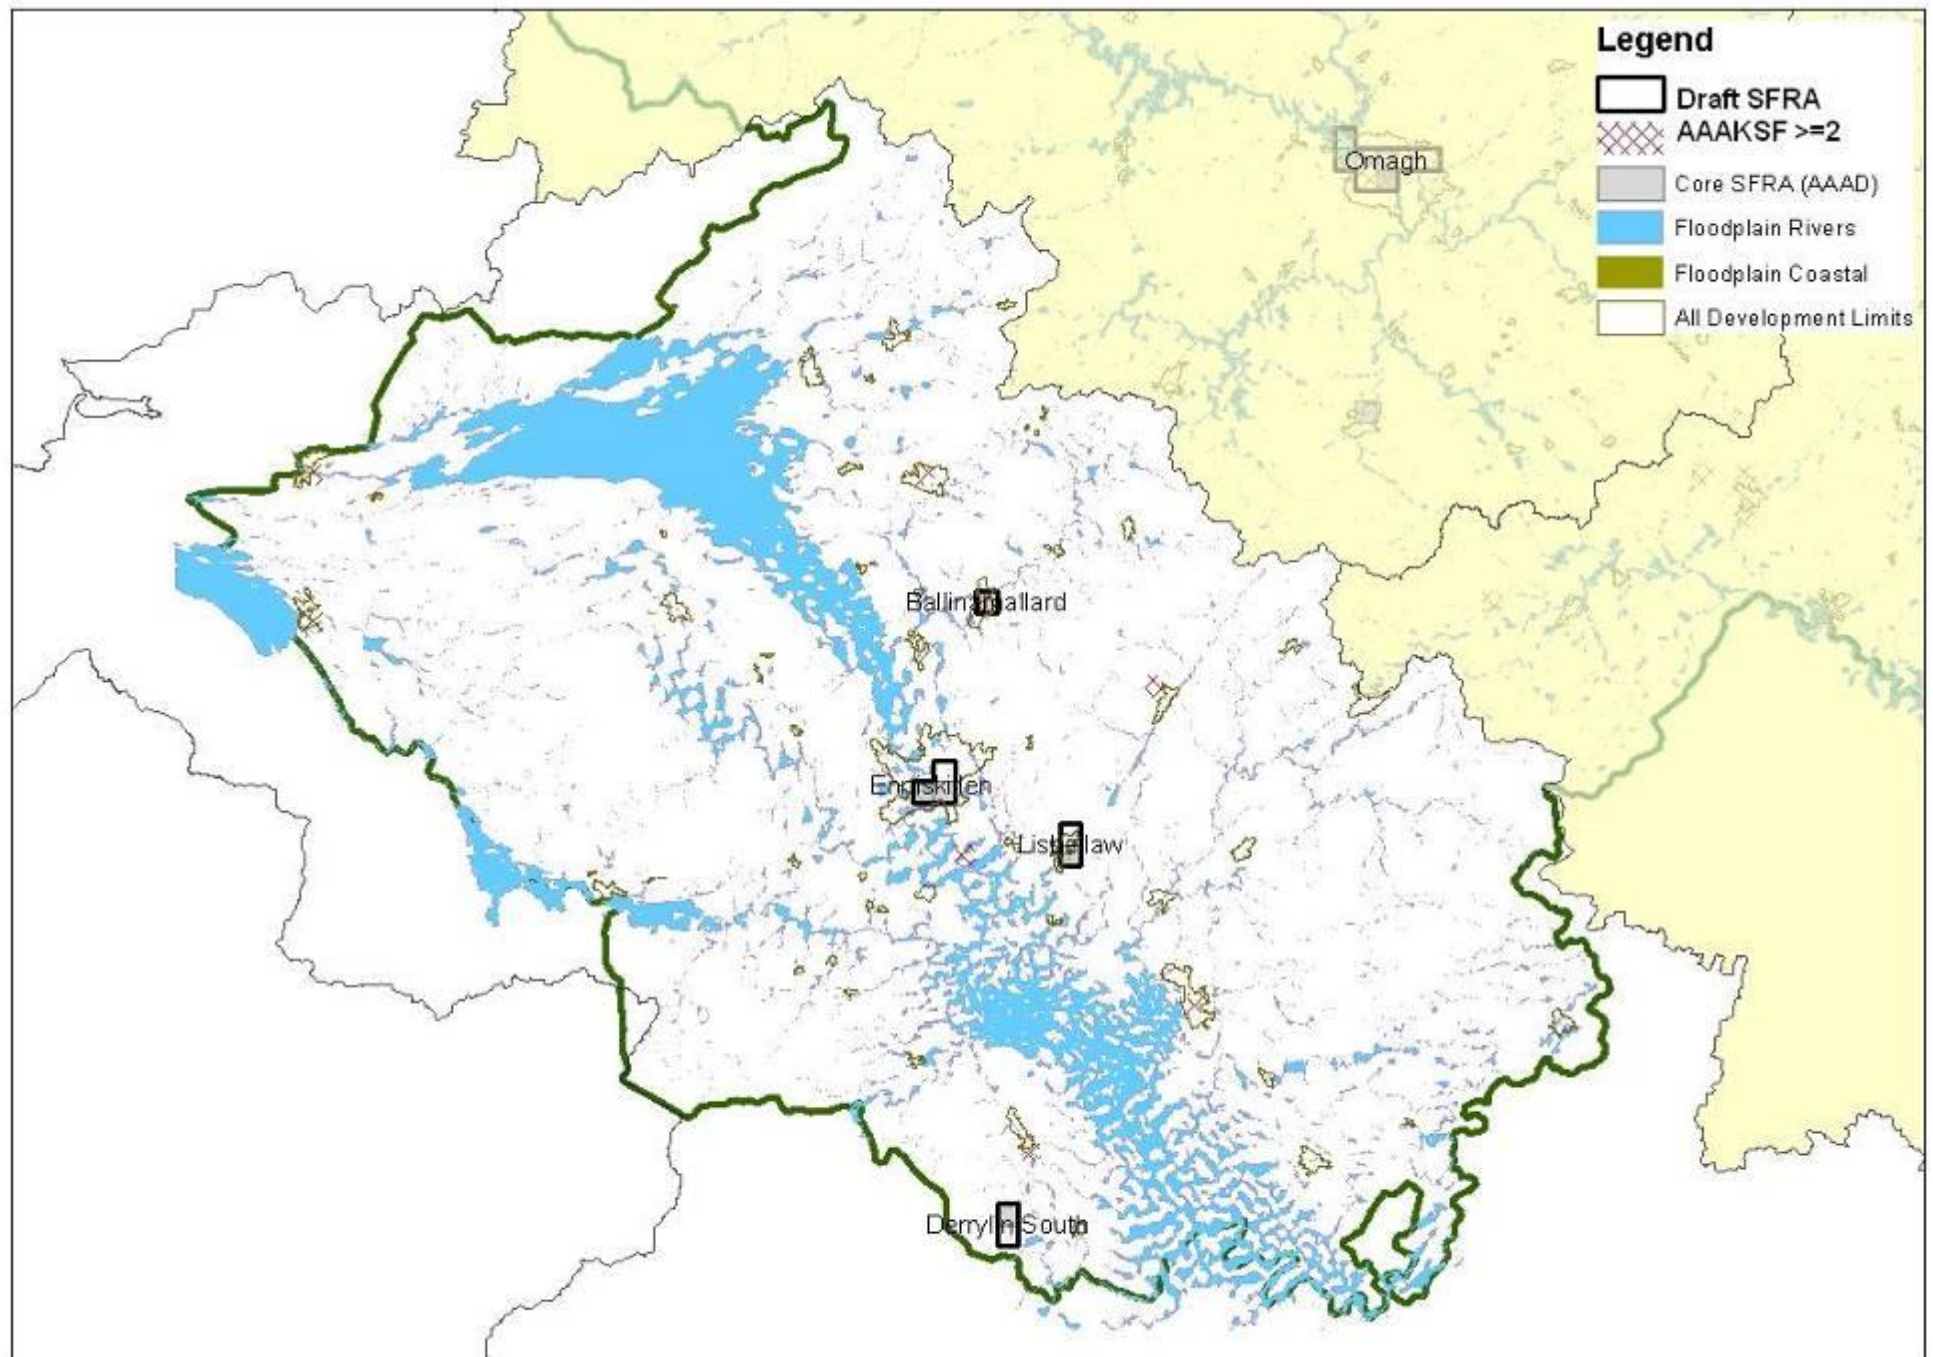 Legend
Draft SFRA
AAAKSF >=2
Omagh
Core SFRA (AAAD)
Floodplain Rivers
Floodplain Coastal
All Development Limits
Ballinamallard
Enniskillen
Lisbellaw
Derrylin South